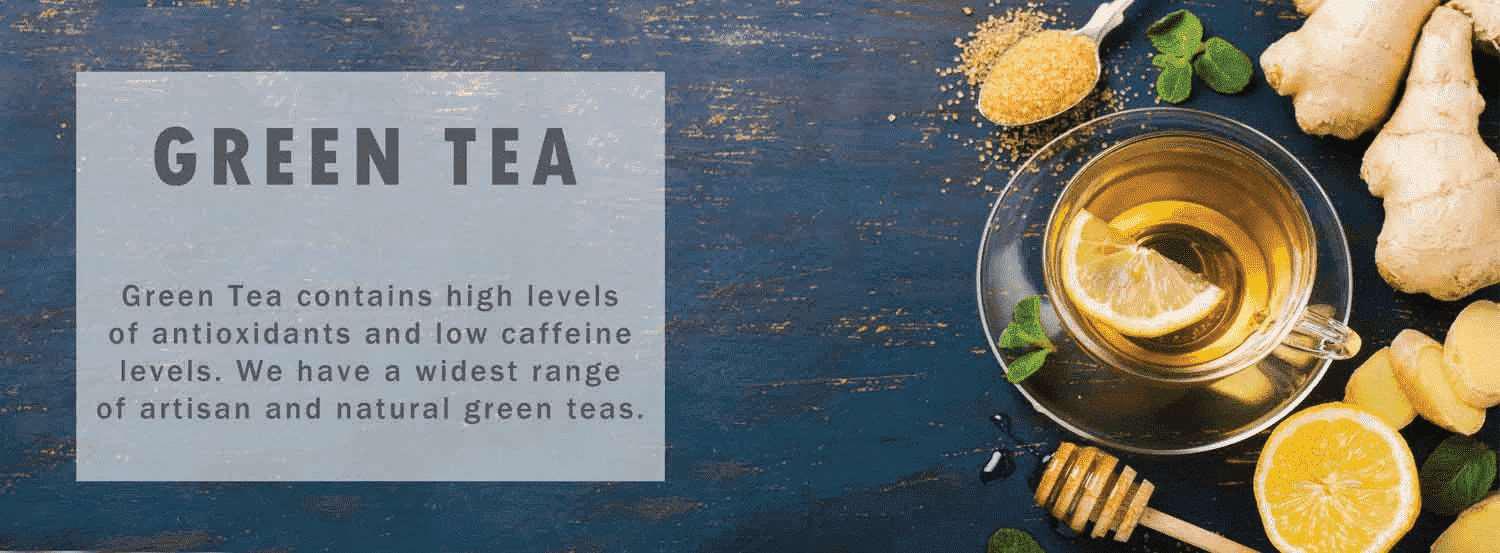 GREEN TEA
Green Tea contains high levels
of antioxidants and low caffeine
levels. We have a widest range
of artisan and natural green teas.